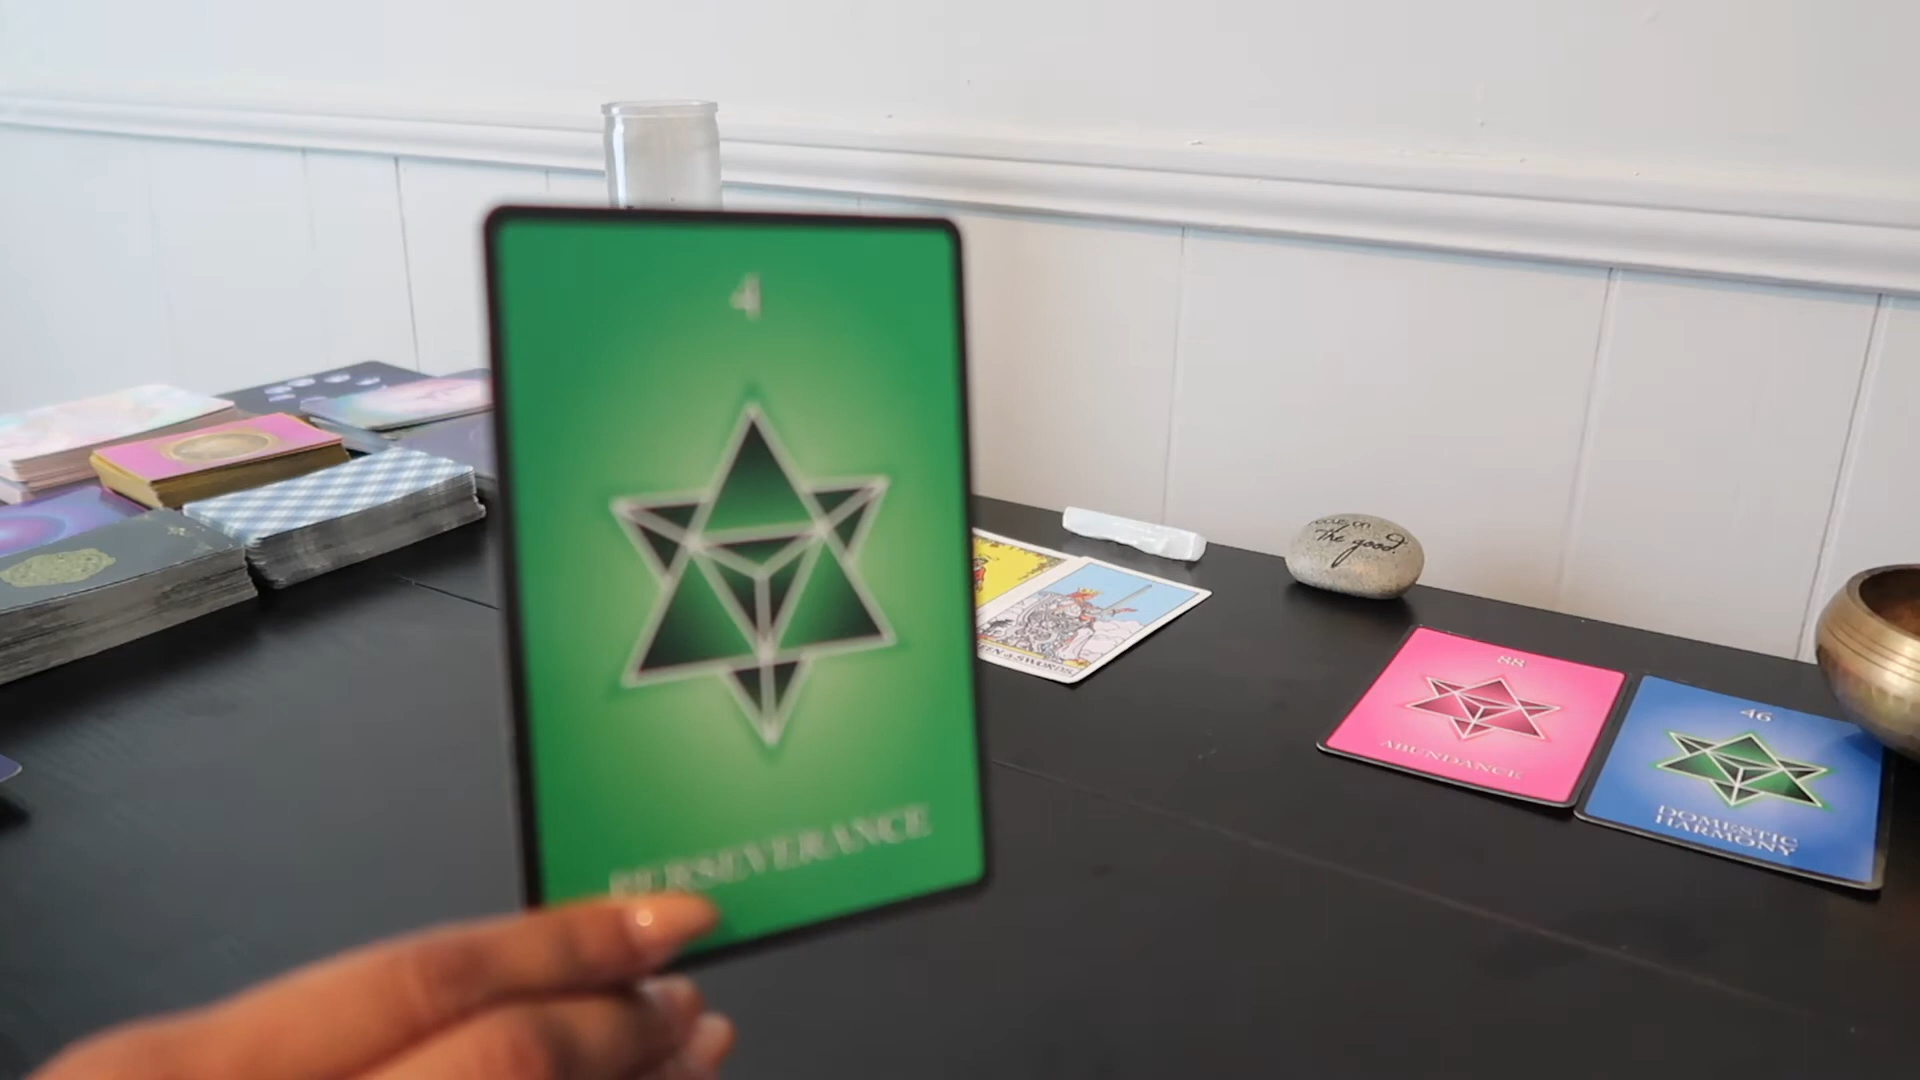 4
PERSEVERANCE
focus on
the good.
88
ABUNDANCE
46
DOMESTIC
HARMONY